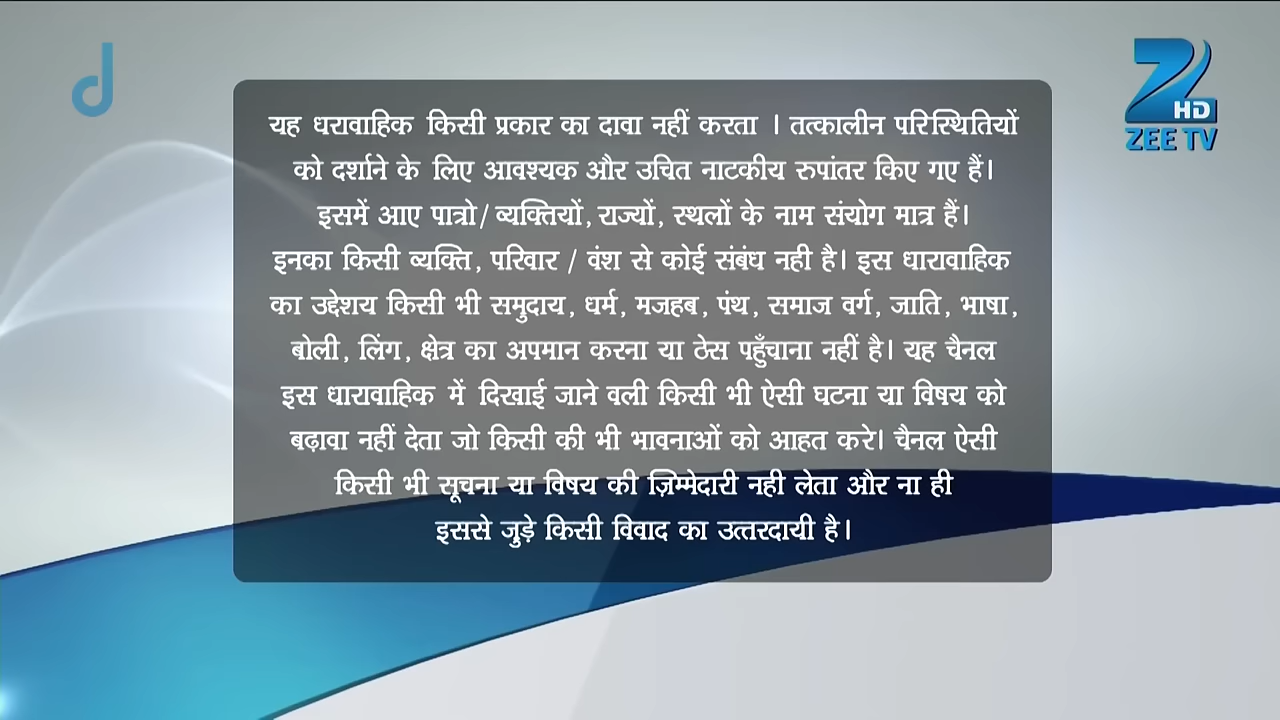 d
HD
ZEE TV
यह धरावाहिक किसी प्रकार का दावा नहीं करता । तत्कालीन परिस्थितियों
को दर्शाने के लिए आवश्यक और उचित नाटकीय रुपांतर किए गए हैं।
इसमें आए पात्रो/व्यक्तियों, राज्यों, स्थलों के नाम संयोग मात्र हैं।
इनका किसी व्यक्ति, परिवार / वंश से कोई संबंध नही है। इस धारावाहिक
का उद्देशय किसी भी समुदाय, धर्म, मजहब, पंथ, समाज वर्ग, जाति, भाषा,
बोली, लिंग, क्षेत्र का अपमान करना या ठेस पहुँचाना नहीं है। यह चैनल
इस धारावाहिक में दिखाई जाने वली किसी भी ऐसी घटना या विषय को
बढ़ावा नहीं देता जो किसी की भी भावनाओं को आहत करे। चैनल ऐसी
किसी भी सूचना या विषय की ज़िम्मेदारी नही लेता और ना ही
इससे जुड़े किसी विवाद का उत्तरदायी है।